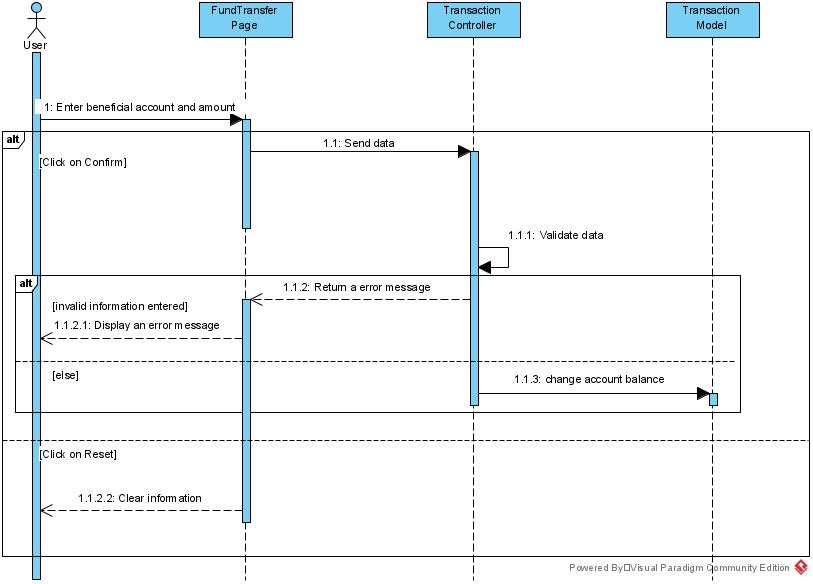 FundTransfer
Page
Transaction
Controller
Transaction
Model
User
1: Enter beneficial account and amount
alt
1.1: Send data
[Click on Confirm]
1.1.1: Validate data
alt
1.1.2: Return a error message
[invalid information entered]
1.1.2.1: Display an error message
[else]
1.1.3: change account balance
[Click on Reset]
1.1.2.2: Clear information
Powered By Visual Paradigm Community Edition